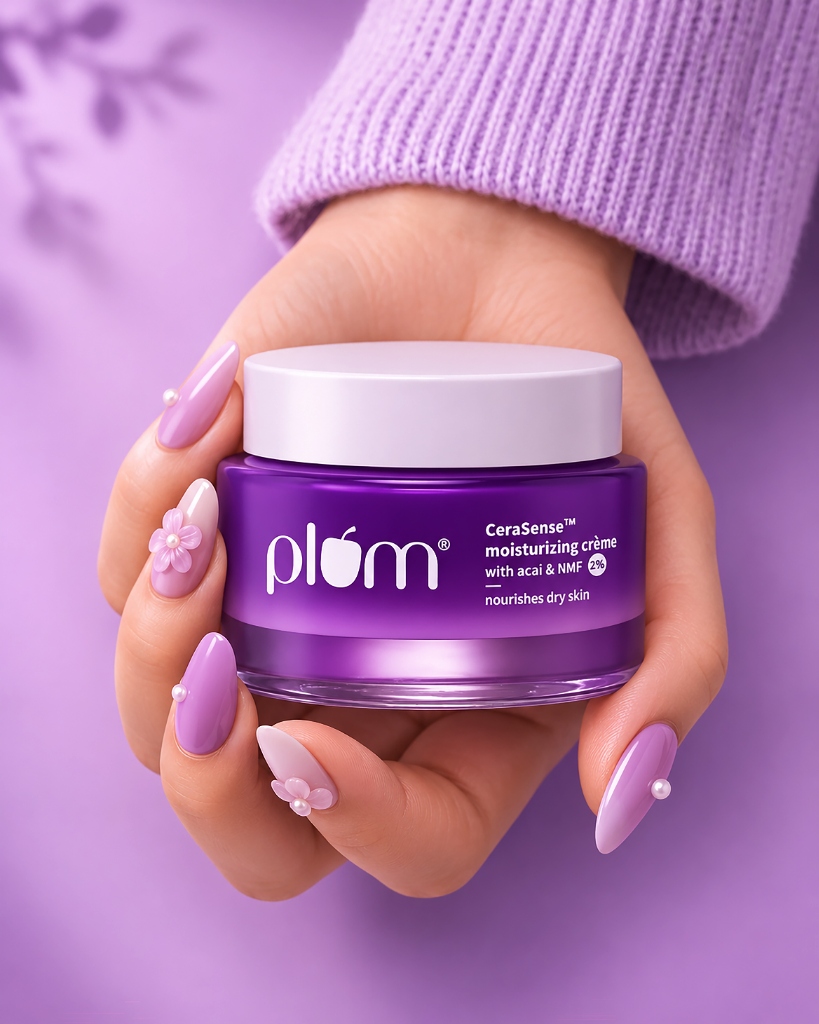 plum®
CeraSense™
moisturizing crème
with acai & NMF 2%
nourishes dry skin